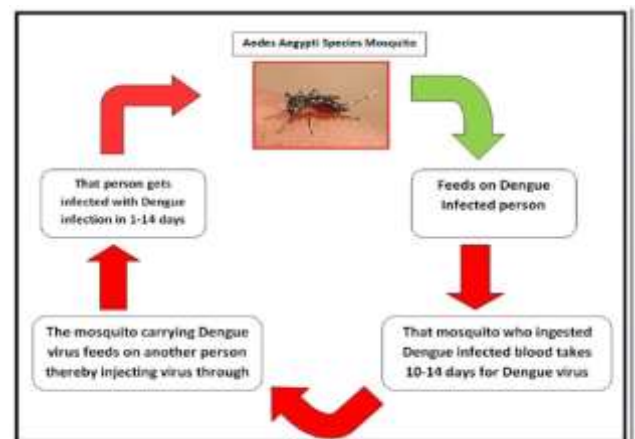 Aedes Aegypti Species Mosquito
Feeds on Dengue
Infected person
That mosquito who ingested
Dengue infected blood takes
10-14 days for Dengue virus
The mosquito carrying Dengue
virus feeds on another person
thereby injecting virus through
That person gets
infected with Dengue
infection in 1-14 days